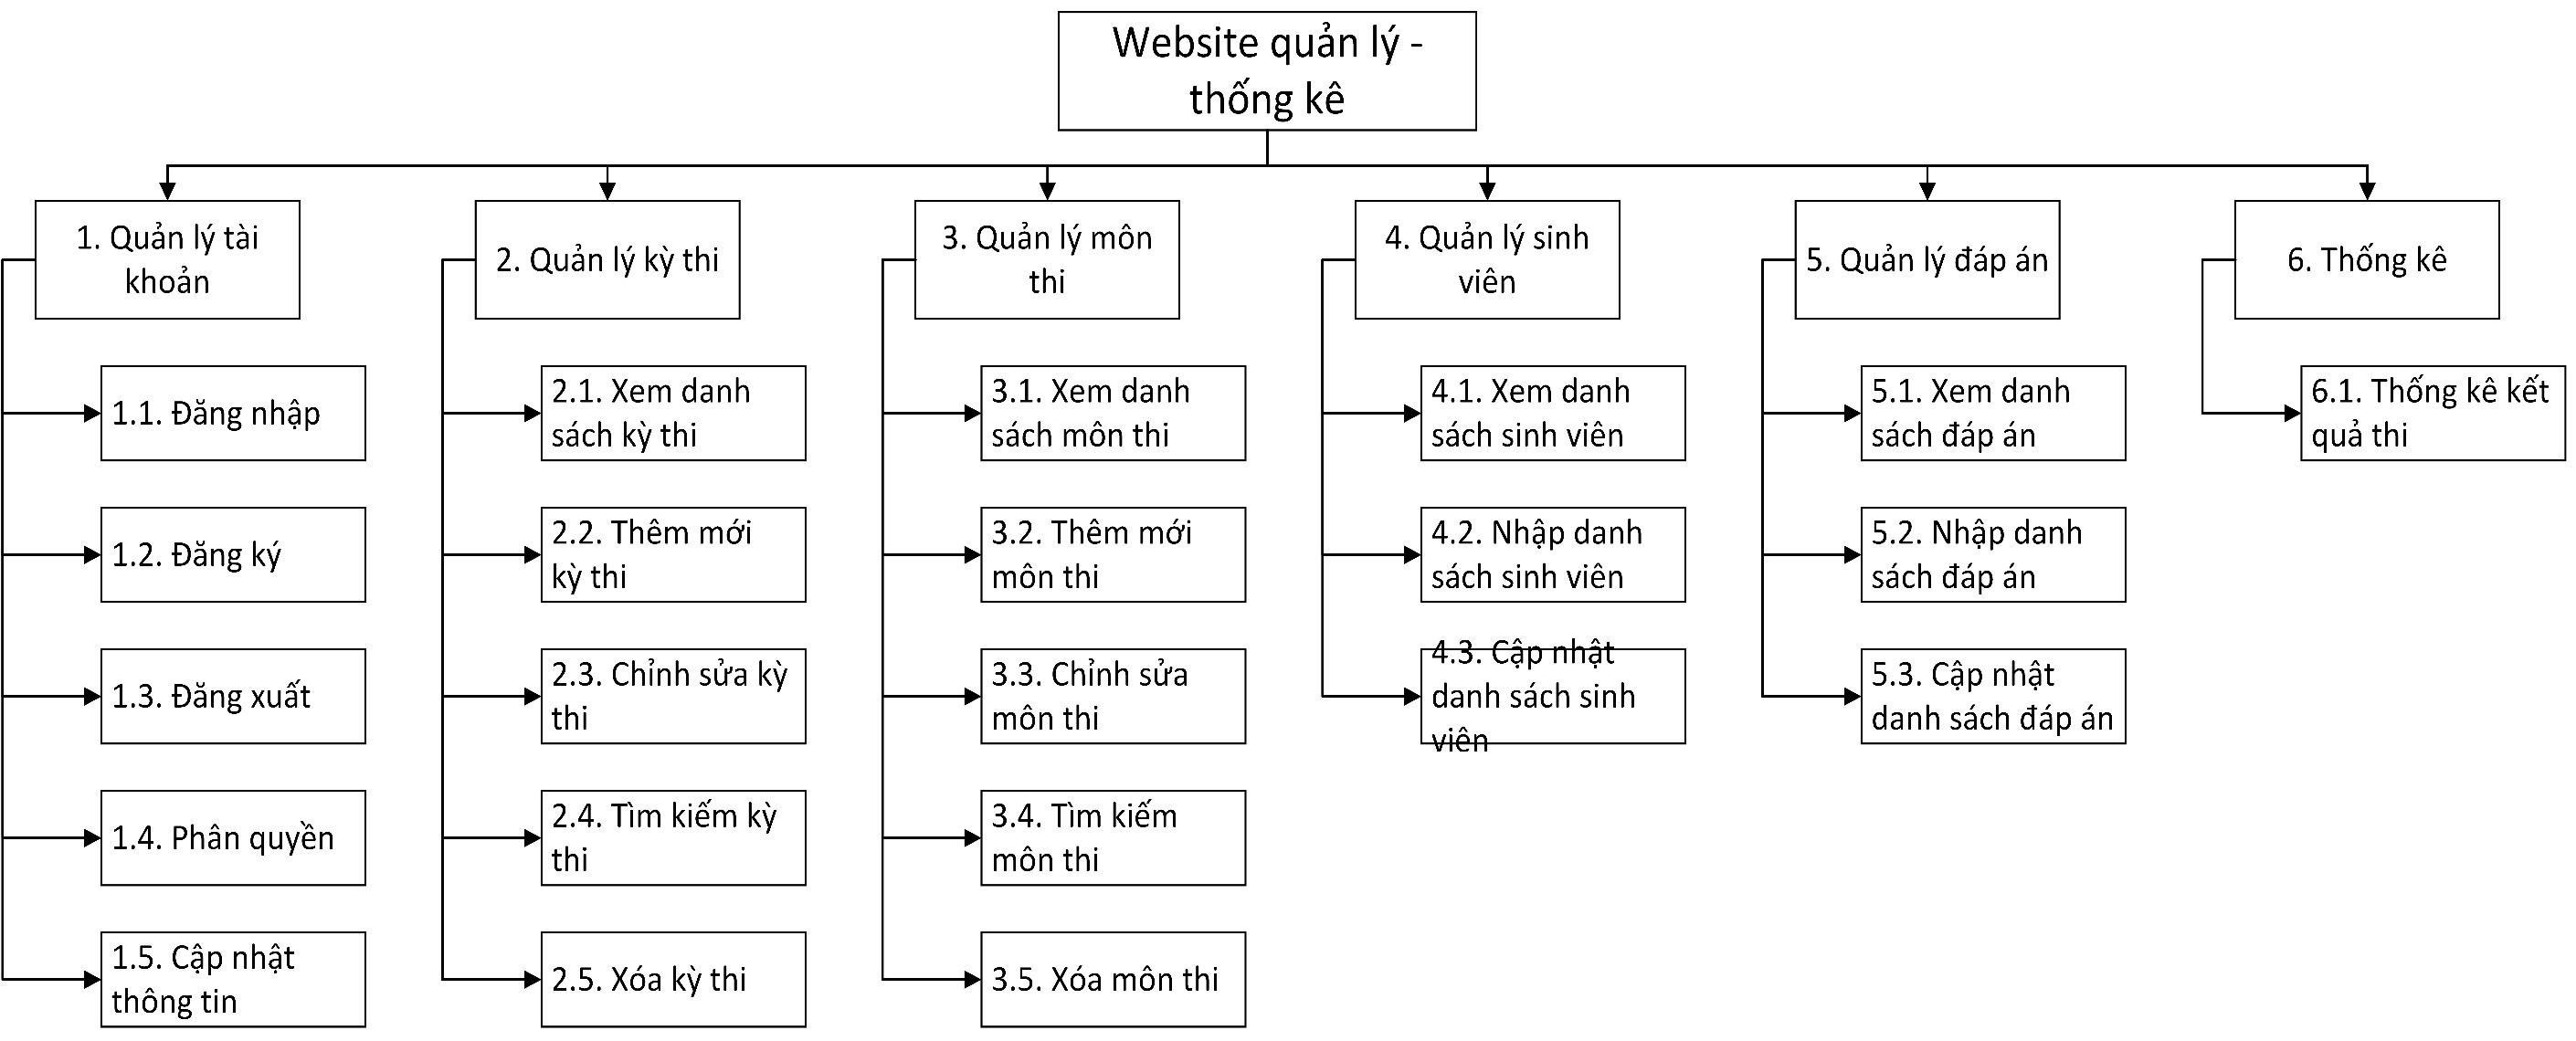 Website quản lý -
thống kê
1. Quản lý tài
khoản
1.1. Đăng nhập
1.2. Đăng ký
1.3. Đăng xuất
1.4. Phân quyền
1.5. Cập nhật
thông tin
2. Quản lý kỳ thi
2.1. Xem danh
sách kỳ thi
2.2. Thêm mới
kỳ thi
2.3. Chỉnh sửa kỳ
thi
2.4. Tìm kiếm kỳ
thi
2.5. Xóa kỳ thi
3. Quản lý môn
thi
3.1. Xem danh
sách môn thi
3.2. Thêm mới
môn thi
3.3. Chỉnh sửa
môn thi
3.4. Tìm kiếm
môn thi
3.5. Xóa môn thi
4. Quản lý sinh
viên
4.1. Xem danh
sách sinh viên
4.2. Nhập danh
sách sinh viên
4.3. Cập nhật
danh sách sinh
viên
5. Quản lý đáp án
5.1. Xem danh
sách đáp án
5.2. Nhập danh
sách đáp án
5.3. Cập nhật
danh sách đáp án
6. Thống kê
6.1. Thống kê kết
quả thi